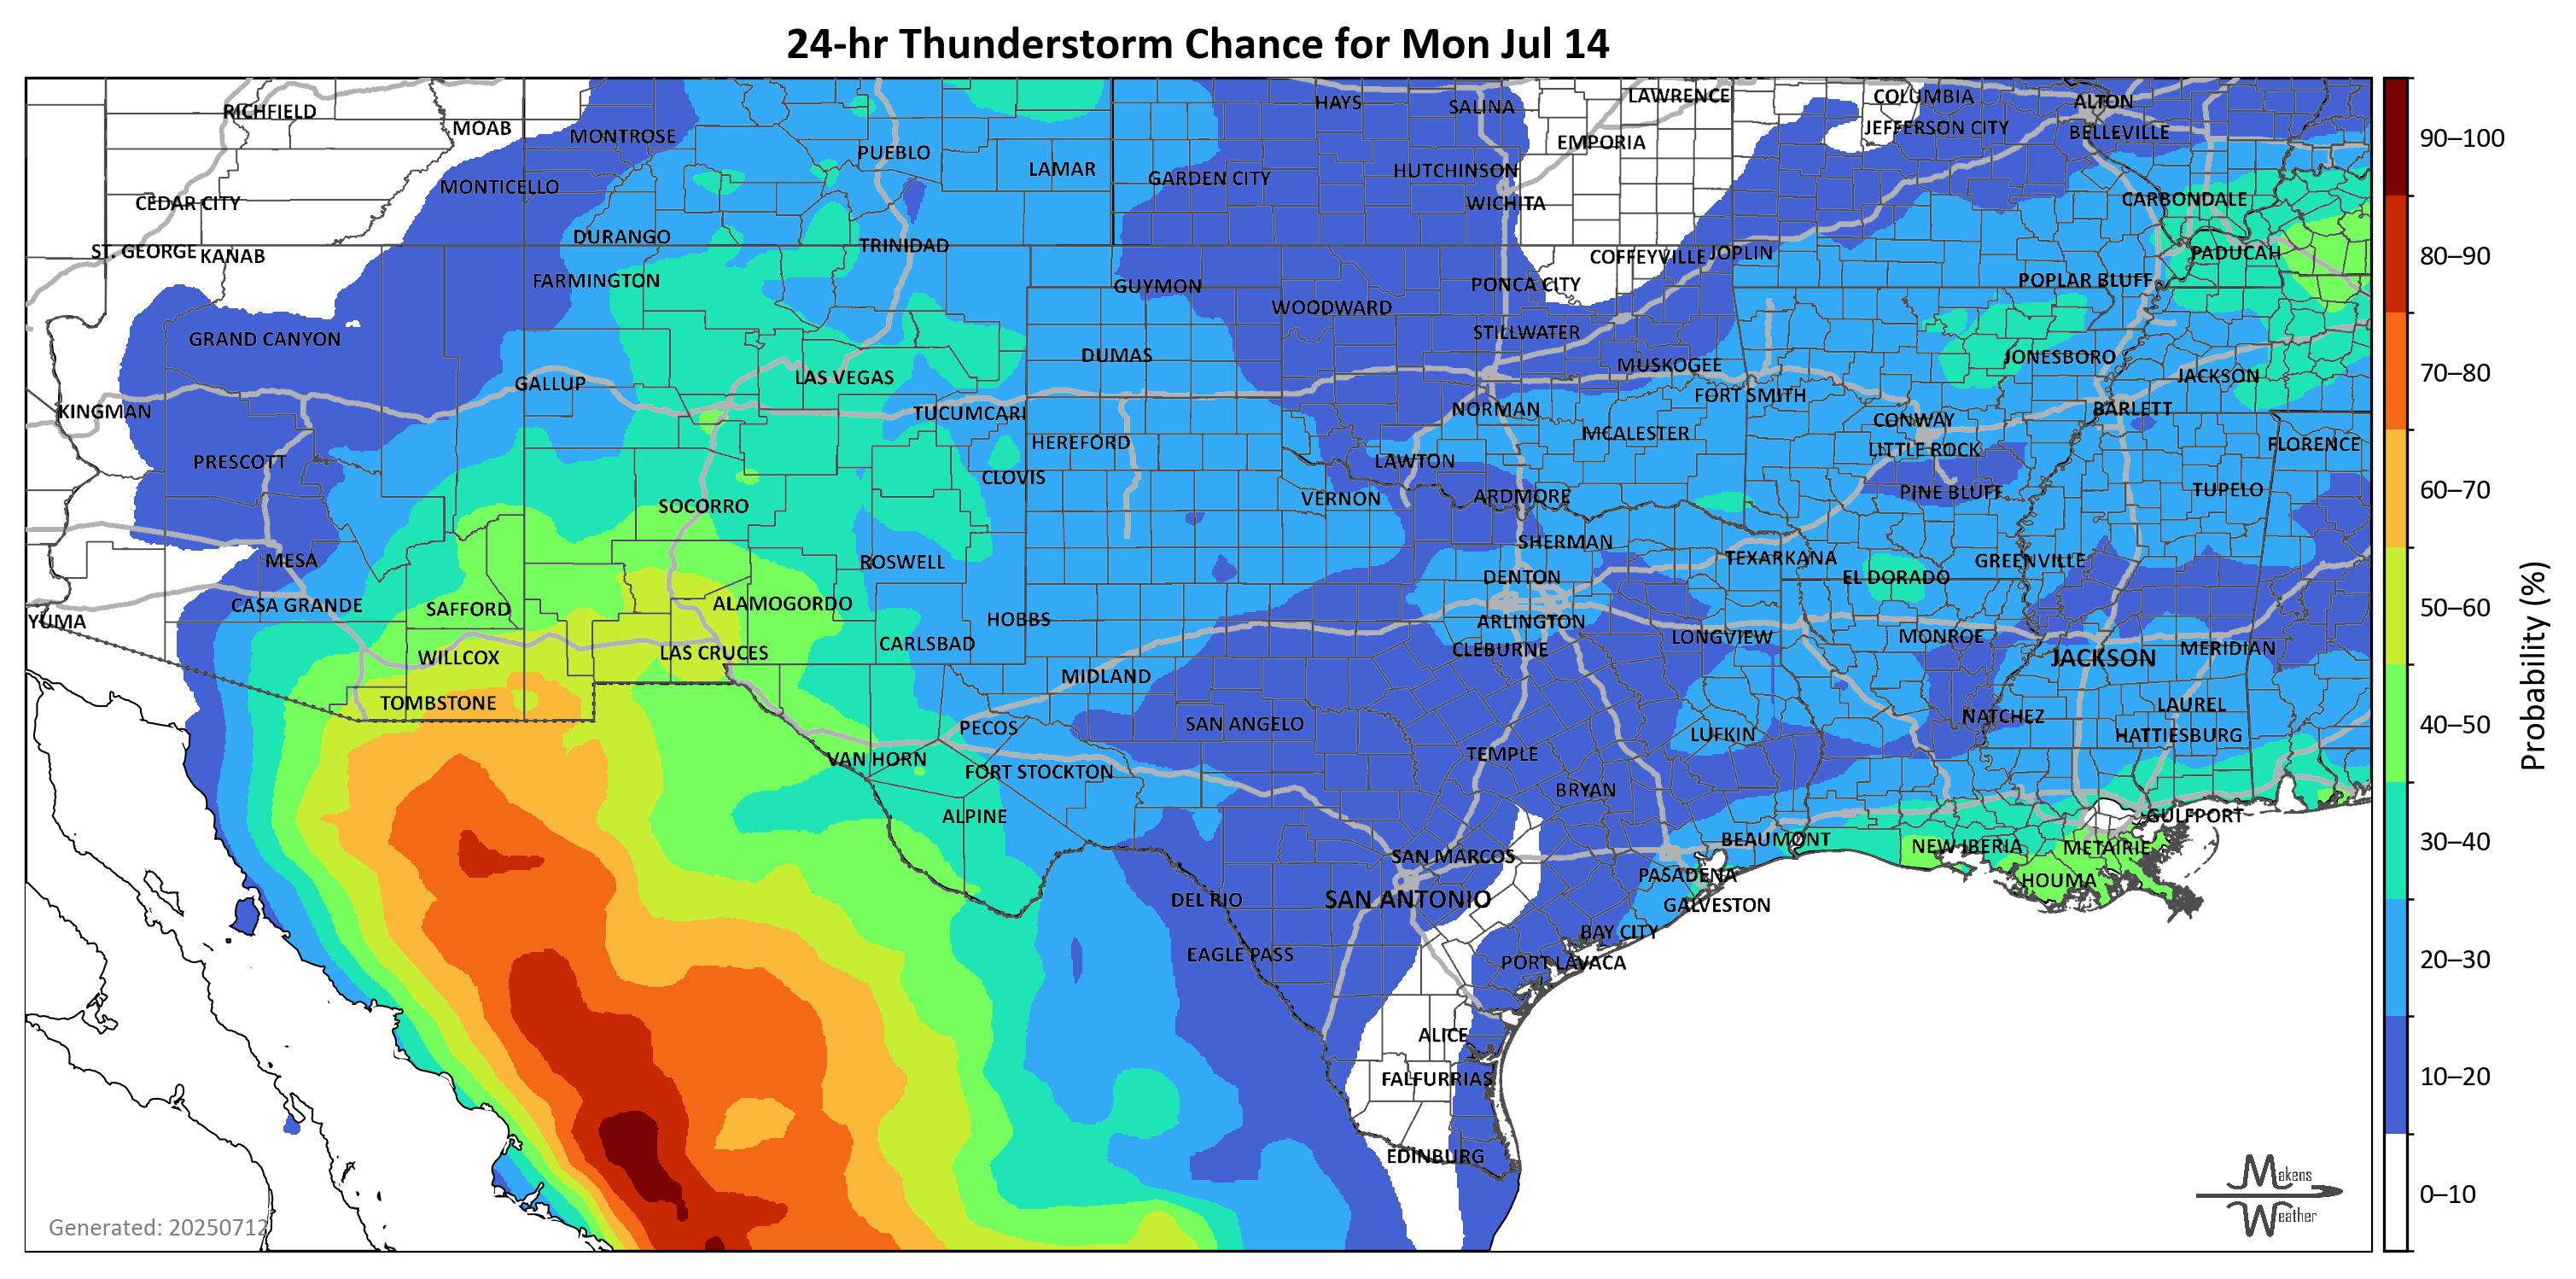 24-hr Thunderstorm Chance for Mon Jul 14
RICHFIELD
MOAB
MONTROSE
PUEBLO
LAMAR
HAYS
SALINA
LAWRENCE
COLUMBIA
ALTON
EMPORIA
JEFFERSON CITY
BELLEVILLE
90–100
MONTICELLO
GARDEN CITY
HUTCHINSON
CEDAR CITY
WICHITA
CARBONDALE
DURANGO
TRINIDAD
ST. GEORGE
KANAB
COFFEYVILLE
JOPLIN
PADUCAH
80–90
FARMINGTON
GUYMON
PONCA CITY
POPLAR BLUFF
WOODWARD
GRAND CANYON
STILLWATER
DUMAS
JONESBORO
MUSKOGEE
GALLUP
LAS VEGAS
JACKSON
70–80
KINGMAN
TUCUMCARI
NORMAN
FORT SMITH
BARLETT
CONWAY
HEREFORD
MCALESTER
LITTLE ROCK
FLORENCE
PRESCOTT
CLOVIS
LAWTON
VERNON
ARDMORE
PINE BLUFF
TUPELO
60–70
SOCORRO
MESA
ROSWELL
SHERMAN
TEXARKANA
GREENVILLE
DENTON
EL DORADO
CASA GRANDE
SAFFORD
ALAMOGORDO
50–60
YUMA
HOBBS
ARLINGTON
CARLSBAD
CLEBURNE
LONGVIEW
MONROE
MERIDIAN
WILLCOX
LAS CRUCES
JACKSON
MIDLAND
TOMBSTONE
PECOS
SAN ANGELO
NATCHEZ
LAUREL
LUFKIN
HATTIESBURG
40–50
Probability (%)
VAN HORN
FORT STOCKTON
TEMPLE
BRYAN
ALPINE
GULFPORT
BEAUMONT
NEW IBERIA
METAIRIE
30–40
SAN MARCOS
PASADENA
HOUMA
DEL RIO
SAN ANTONIO
GALVESTON
BAY CITY
EAGLE PASS
PORT LAVACA
20–30
ALICE
FALFURRIAS
10–20
EDINBURG
Makens
Weather
0–10
Generated: 20250712